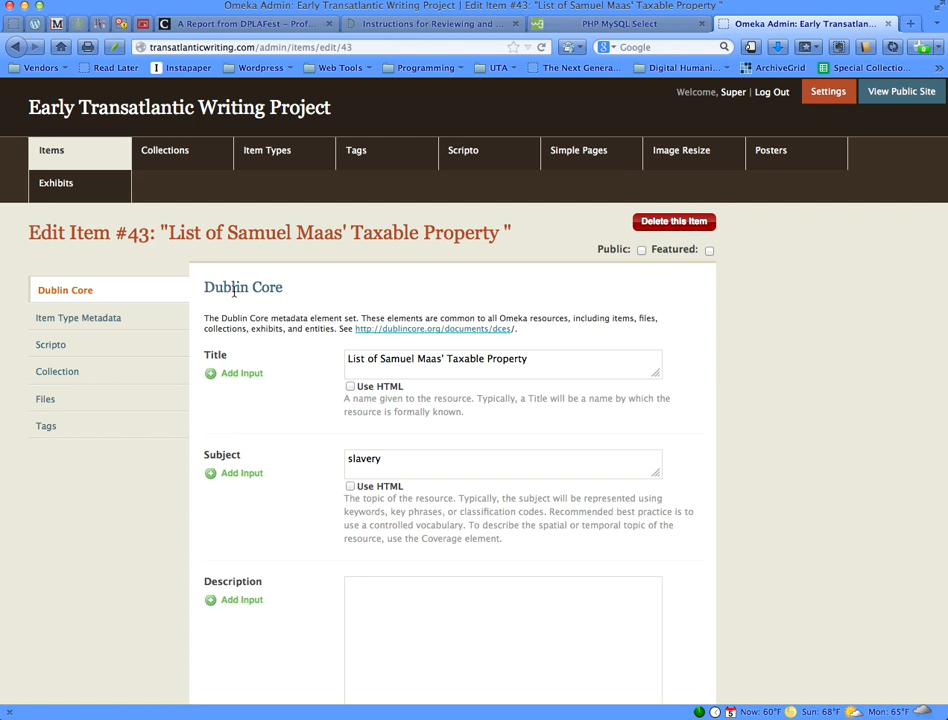 Omeka Admin: Early Transatlantic Writing Project | Edit Item #43: "List of Samuel Maas' Taxable Property "
A Report from DPLAFest – Prof... Instructions for Reviewing and ... PHP MySQL Select Omeka Admin: Early Transatlan...
transatlanticwriting.com/admin/items/edit/43 Google
Vendors Read Later Instapaper Wordpress Web Tools Programming UTA The Next Genera... Digital Humani... ArchiveGrid Special Collectio...
Early Transatlantic Writing Project
Welcome, Super | Log Out Settings View Public Site
Items Collections Item Types Tags Scripto Simple Pages Image Resize Posters
Exhibits
Edit Item #43: "List of Samuel Maas' Taxable Property "
Delete this Item
Public: Featured:
Dublin Core
Item Type Metadata
Scripto
Collection
Files
Tags
Dublin Core
The Dublin Core metadata element set. These elements are common to all Omeka resources, including items, files,
collections, exhibits, and entities. See http://dublincore.org/documents/dces/.
Title
Add Input
List of Samuel Maas' Taxable Property
Use HTML
A name given to the resource. Typically, a Title will be a name by which the
resource is formally known.
Subject
Add Input
slavery
Use HTML
The topic of the resource. Typically, the subject will be represented using
keywords, key phrases, or classification codes. Recommended best practice is to
use a controlled vocabulary. To describe the spatial or temporal topic of the
resource, use the Coverage element.
Description
Add Input
Now: 60°F Sun: 68°F Mon: 65°F